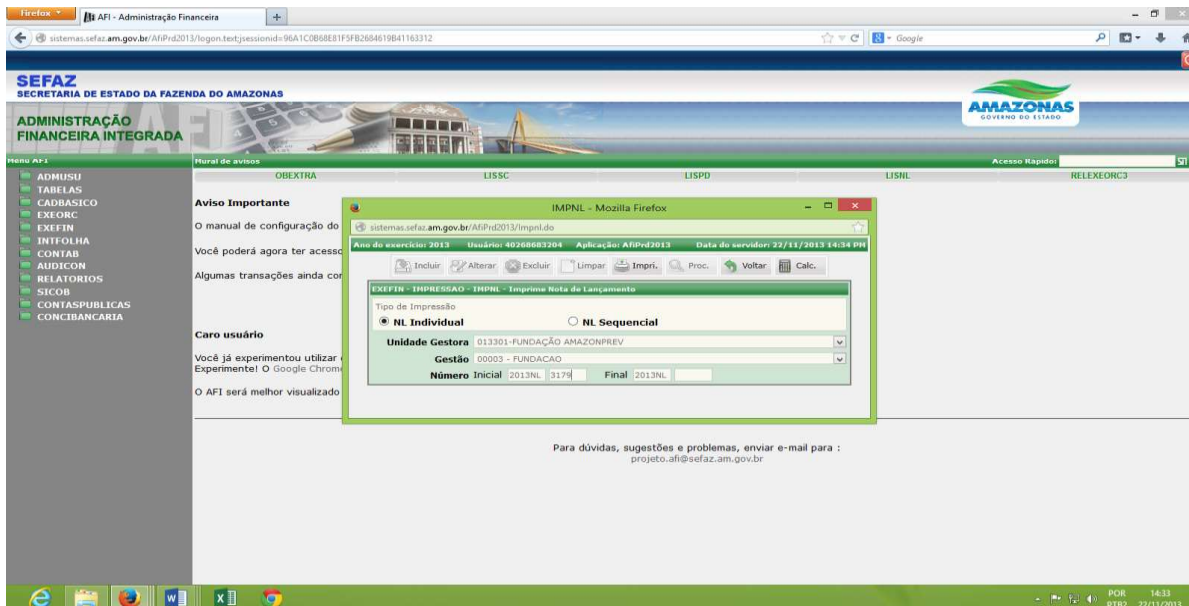 Firefox
AFI - Administração Financeira
+
sistemas.sefaz.am.gov.br/AfiPrd2013/logon.text;jsessionid=96A1C0B68E81F5FB2684619B41163312
Google
SEFAZ
SECRETARIA DE ESTADO DA FAZENDA DO AMAZONAS
AMAZONAS
GOVERNO DO ESTADO
ADMINISTRAÇÃO
FINANCEIRA INTEGRADA
Menu AFI
Mural de avisos
Acesso Rápido:
OBEXTRA LISSC LISPD LISNL RELEXEORC3
ADMUSU
TABELAS
CADBASICO
EXEORC
EXEFIN
INTFOLHA
CONTAB
AUDICON
RELATORIOS
SICOB
CONTASPUBLICAS
CONCIBANCARIA
Aviso Importante
O manual de configuração do
Você poderá agora ter acesso
Algumas transações ainda con
Caro usuário
Você já experimentou utilizar
Experimente! O Google Chrom
O AFI será melhor visualizado
IMPNL - Mozilla Firefox
sistemas.sefaz.am.gov.br/AfiPrd2013/Impnl.do
Ano do exercício: 2013 Usuário: 40268683204 Aplicação: AfiPrd2013 Data do servidor: 22/11/2013 14:34 PM
Incluir Alterar Excluir Limpar Impri. Proc. Voltar Calc.
EXEFIN - IMPRESSAO - IMPNL - Imprime Nota de Lançamento
Tipo de Impressão
NL Individual NL Sequencial
Unidade Gestora 013301-FUNDAÇÃO AMAZONPREV
Gestão 00003 - FUNDACAO
Número Inicial 2013NL 3179 Final 2013NL
Para dúvidas, sugestões e problemas, enviar e-mail para :
projeto.afi@sefaz.am.gov.br
POR 14:33
PTB2 22/11/2013